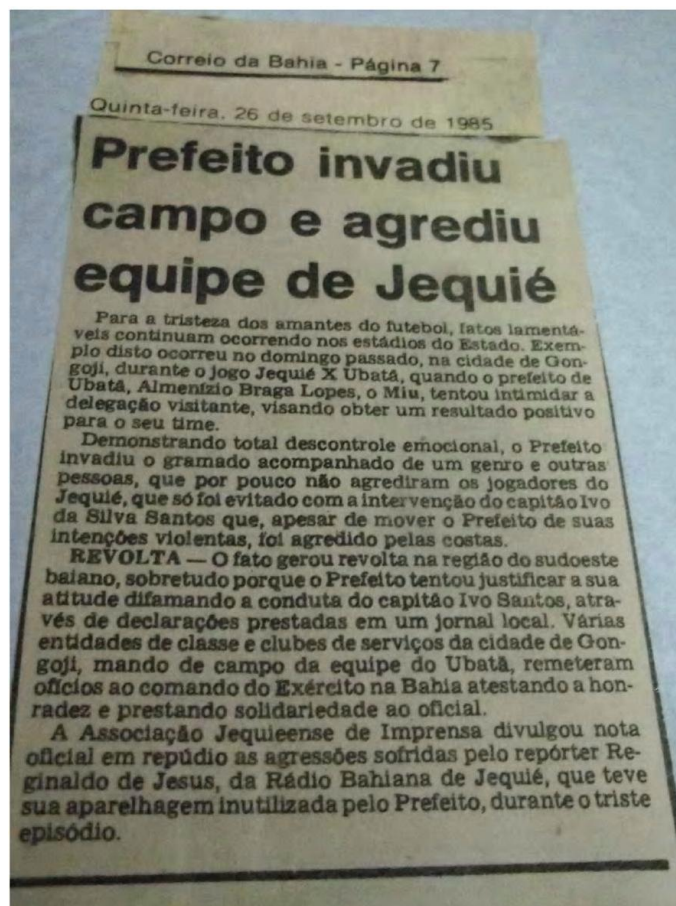 Correio da Bahia - Página 7
Quinta-feira, 26 de setembro de 1985
Prefeito invadiu
campo e agrediu
equipe de Jequié
Para a tristeza dos amantes do futebol, fatos lamentá-
veis continuam ocorrendo nos estádios do Estado. Exem-
plo disto ocorreu no domingo passado, na cidade de Gon-
goji, durante o jogo Jequié X Ubatã, quando o prefeito de
Ubatã, Almenízio Braga Lopes, o Miu, tentou intimidar a
delegação visitante, visando obter um resultado positivo
para o seu time.
Demonstrando total descontrole emocional, o Prefeito
invadiu o gramado acompanhado de um genro e outras
pessoas, que por pouco não agrediram os jogadores do
Jequié, que só foi evitado com a intervenção do capitão Ivo
da Silva Santos que, apesar de mover o Prefeito de suas
intenções violentas, foi agredido pelas costas.
REVOLTA — O fato gerou revolta na região do sudoeste
baiano, sobretudo porque o Prefeito tentou justificar a sua
atitude difamando a conduta do capitão Ivo Santos, atra-
vés de declarações prestadas em um jornal local. Várias
entidades de classe e clubes de serviços da cidade de Gon-
goji, mando de campo da equipe do Ubatã, remeteram
ofícios ao comando do Exército na Bahia atestando a hon-
radez e prestando solidariedade ao oficial.
A Associação Jequieense de Imprensa divulgou nota
oficial em repúdio as agressões sofridas pelo repórter Re-
ginaldo de Jesus, da Rádio Bahiana de Jequié, que teve
sua aparelhagem inutilizada pelo Prefeito, durante o triste
episódio.